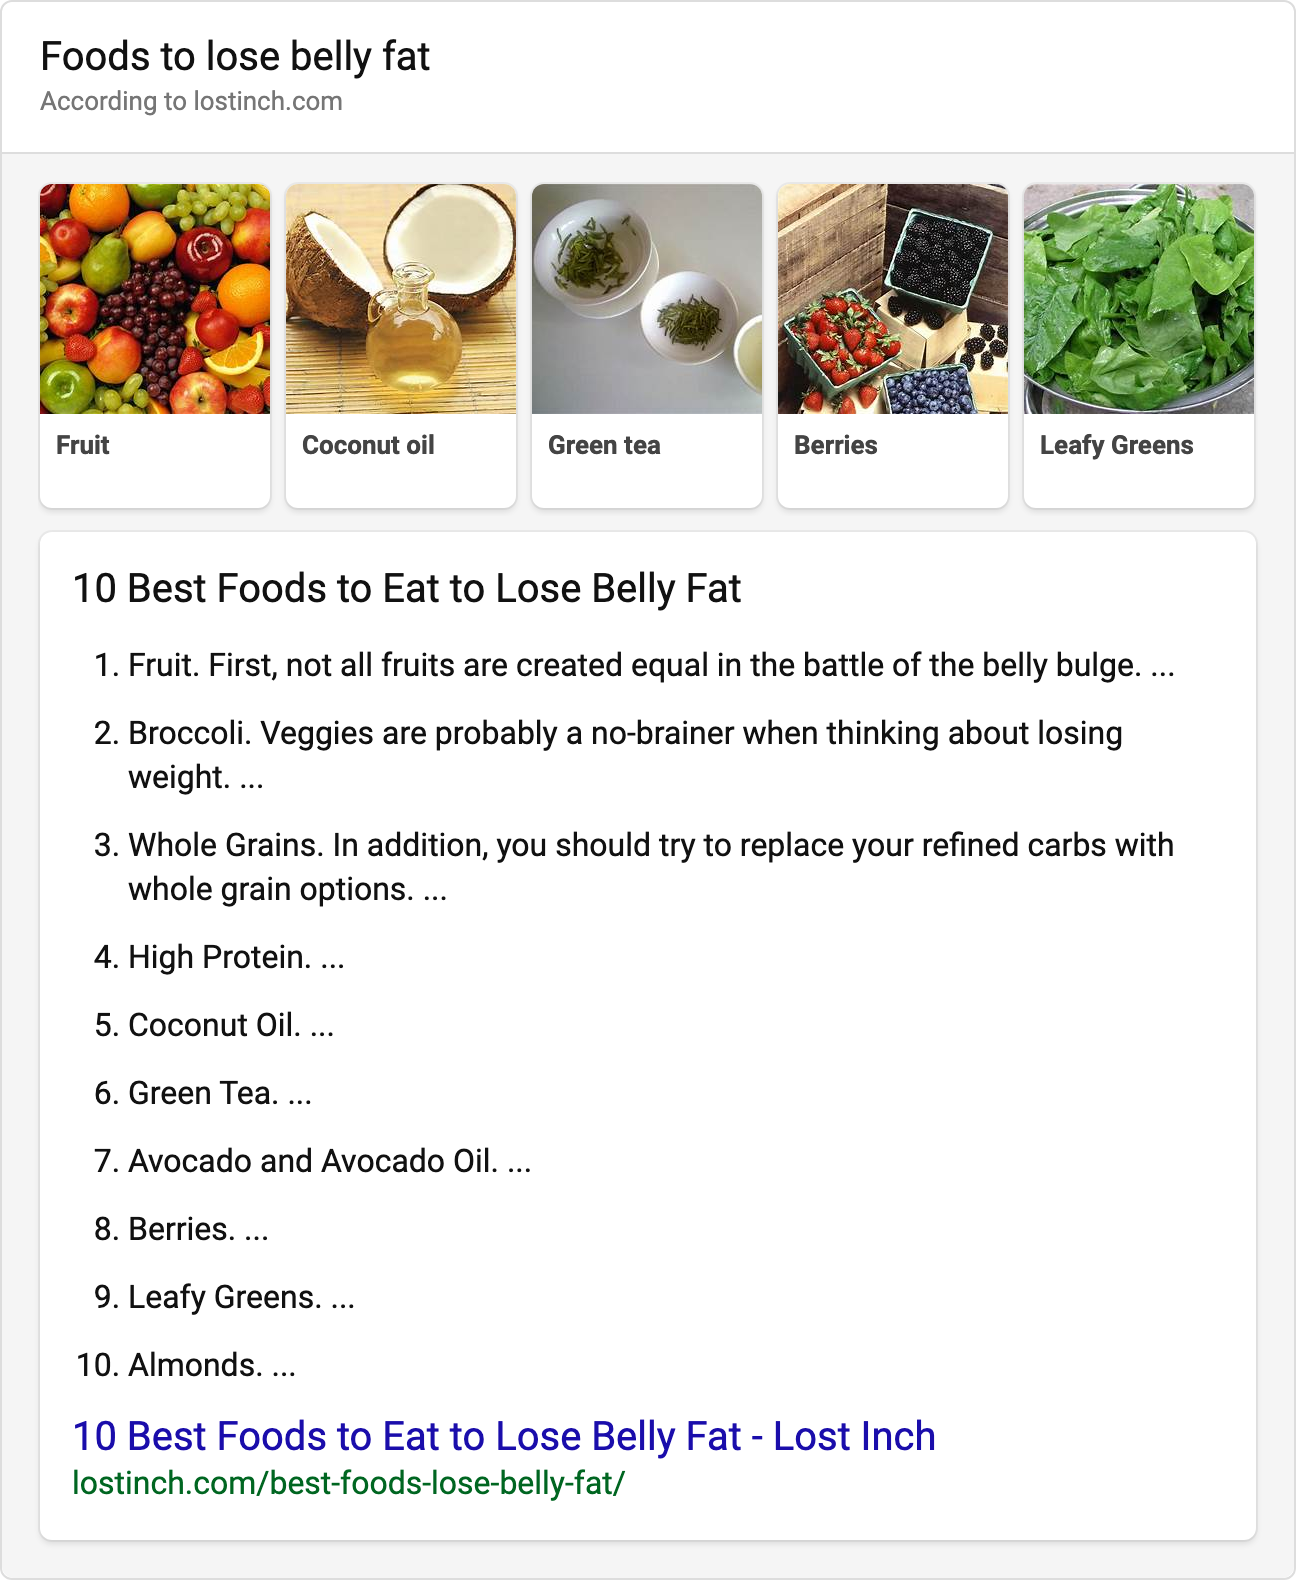 Foods to lose belly fat
According to lostinch.com
Fruit
Coconut oil
Green tea
Berries
Leafy Greens
10 Best Foods to Eat to Lose Belly Fat
1. Fruit. First, not all fruits are created equal in the battle of the belly bulge. ...
2. Broccoli. Veggies are probably a no-brainer when thinking about losing
weight. ...
3. Whole Grains. In addition, you should try to replace your refined carbs with
whole grain options. ...
4. High Protein. ...
5. Coconut Oil. ...
6. Green Tea. ...
7. Avocado and Avocado Oil. ...
8. Berries. ...
9. Leafy Greens. ...
10. Almonds. ...
10 Best Foods to Eat to Lose Belly Fat - Lost Inch
lostinch.com/best-foods-lose-belly-fat/